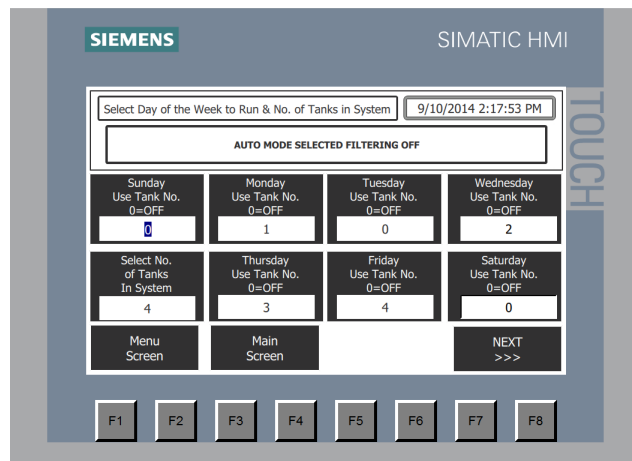 SIEMENS
SIMATIC HMI
TOUCH
Select Day of the Week to Run & No. of Tanks in System
9/10/2014 2:17:53 PM
AUTO MODE SELECTED FILTERING OFF
Sunday
Use Tank No.
0=OFF
0
Monday
Use Tank No.
0=OFF
1
Tuesday
Use Tank No.
0=OFF
0
Wednesday
Use Tank No.
0=OFF
2
Select No.
of Tanks
In System
4
Thursday
Use Tank No.
0=OFF
3
Friday
Use Tank No.
0=OFF
4
Saturday
Use Tank No.
0=OFF
0
Menu
Screen
Main
Screen
NEXT
>>>
F1
F2
F3
F4
F5
F6
F7
F8